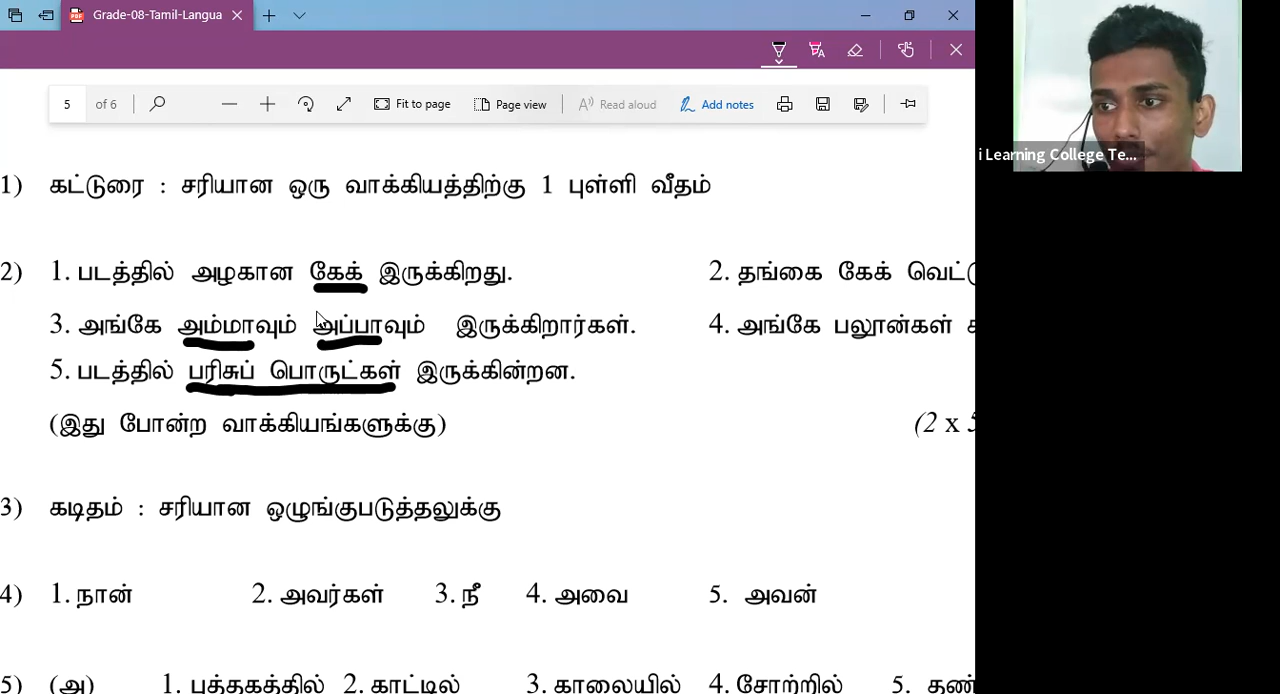 Grade-08-Tamil-Langua
5 of 6 Fit to page Page view Read aloud Add notes
i Learning College Te...
1) கட்டுரை : சரியான ஒரு வாக்கியத்திற்கு 1 புள்ளி வீதம்
2) 1. படத்தில் அழகான கேக் இருக்கிறது. 2. தங்கை கேக்
3. அங்கே அம்மாவும் அப்பாவும் இருக்கிறார்கள். 4. அங்கே பலூன்கள்
5. படத்தில் பரிசுப் பொருட்கள் இருக்கின்றன.
(இது போன்ற வாக்கியங்களுக்கு) (2 x 5
3) கடிதம் : சரியான ஒழுங்குபடுத்தலுக்கு
4) 1. நான் 2. அவர்கள் 3. நீ 4. அவை 5. அவன்
5) (அ) 1. புத்தகத்தில் 2. காட்டில் 3. காலையில் 4. சோற்றில் 5.